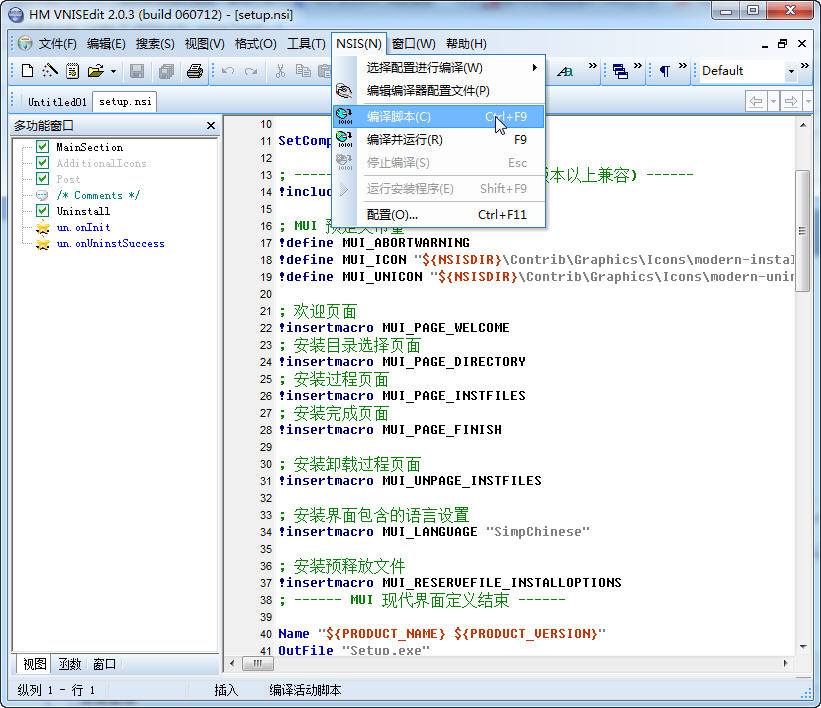 HM VNISEdit 2.0.3 (build 060712) - [setup.nsi]
文件(F) 编辑(E) 搜索(S) 视图(V) 格式(O) 工具(T) NSIS(N) 窗口(W) 帮助(H)
Default
Untitled01 setup.nsi
多功能窗口
MainSection
AdditionalIcons
Post
/* Comments */
Uninstall
un.onInit
un.onUninstSuccess
选择配置进行编译(W)
编辑编译器配置文件(P)
编译脚本(C) Ctrl+F9
编译并运行(R) F9
停止编译(S) Esc
运行安装程序(E) Shift+F9
配置(O)... Ctrl+F11
10
11 SetComp
12
13 ; 版本以上兼容) ------
14 !inclu
15
16 ; MUI 预定义常量
17 !define MUI_ABORTWARNING
18 !define MUI_ICON "${NSISDIR}\Contrib\Graphics\Icons\modern-instal
19 !define MUI_UNICON "${NSISDIR}\Contrib\Graphics\Icons\modern-unin
20
21 ; 欢迎页面
22 !insertmacro MUI_PAGE_WELCOME
23 ; 安装目录选择页面
24 !insertmacro MUI_PAGE_DIRECTORY
25 ; 安装过程页面
26 !insertmacro MUI_PAGE_INSTFILES
27 ; 安装完成页面
28 !insertmacro MUI_PAGE_FINISH
29
30 ; 安装卸载过程页面
31 !insertmacro MUI_UNPAGE_INSTFILES
32
33 ; 安装界面包含的语言设置
34 !insertmacro MUI_LANGUAGE "SimpChinese"
35
36 ; 安装预释放文件
37 !insertmacro MUI_RESERVEFILE_INSTALLOPTIONS
38 ; ------ MUI 现代界面定义结束 ------
39
40 Name "${PRODUCT_NAME} ${PRODUCT_VERSION}"
41 OutFile "Setup.exe"
视图 函数 窗口
纵列 1 - 行 1 插入 编译活动脚本